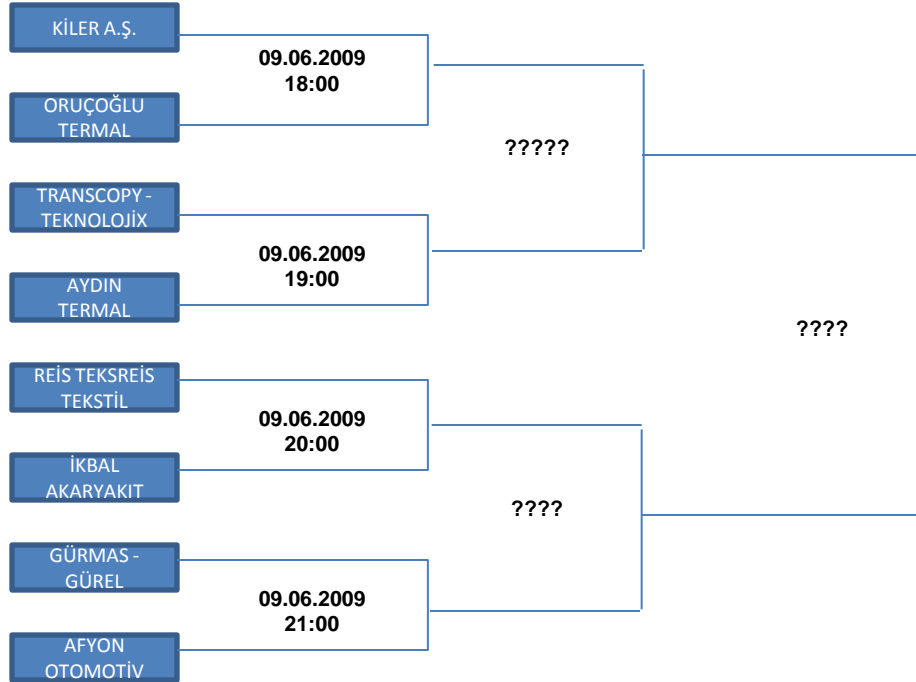 KİLER A.Ş.
09.06.2009
18:00
ORUÇOĞLU
TERMAL
?????
TRANSCOPY -
TEKNOLOJİX
09.06.2009
19:00
AYDIN
TERMAL
????
REİS TEKSREİS
TEKSTİL
09.06.2009
20:00
İKBAL
AKARYAKIT
????
GÜRMAS -
GÜREL
09.06.2009
21:00
AFYON
OTOMOTİV